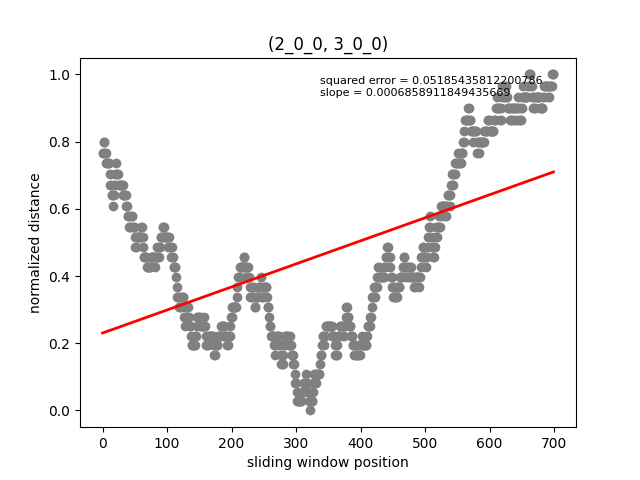 (2_0_0, 3_0_0)
squared error = 0.05185435812200786
slope = 0.0006858911849435669
normalized distance
1.0
0.8
0.6
0.4
0.2
0.0
0 100 200 300 400 500 600 700
sliding window position